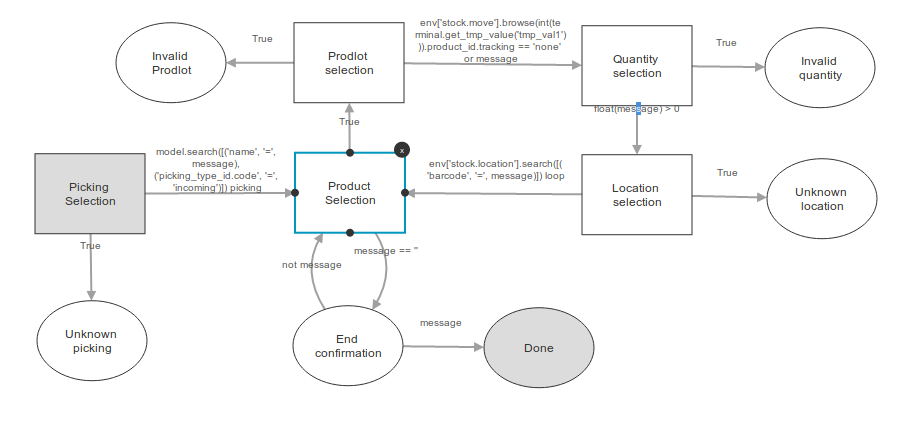 True
Invalid
Prodlot
Prodlot
selection
env['stock.move'].browse(int(te
rminal.get_tmp_value('tmp_val1')
)).product_id.tracking == 'none'
or message
Quantity
selection
True
Invalid
quantity
float(message) > 0
True
Picking
Selection
model.search([('name', '=',
message),
('picking_type_id.code', '=',
'incoming')]) picking
x
Product
Selection
env['stock.location'].search([(
'barcode', '=', message)]) loop
Location
selection
True
Unknown
location
True
not message
message == ''
Unknown
picking
End
confirmation
message
Done